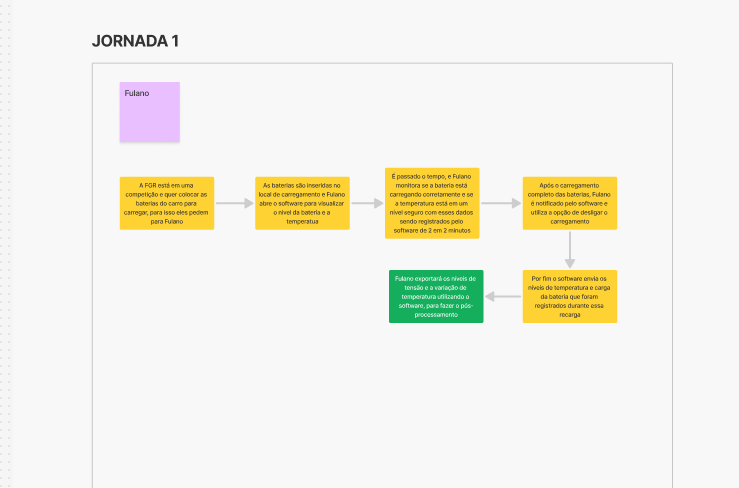 JORNADA 1
Fulano
A FGR está em uma
competição e quer colocar as
baterias do carro para
carregar, para isso eles pedem
para Fulano
As baterias são inseridas no
local de carregamento e Fulano
abre o software para visualizar
o nível da bateria e a
temperatua
É passado o tempo, e Fulano
monitora se a bateria está
carregando corretamente e se
a temperatura está em um
nível seguro com esses dados
sendo registrados pelo
software de 2 em 2 minutos
Após o carregamento
completo das baterias, Fulano
é notificado pelo software e
utiliza a opção de desligar o
carregamento
Por fim o software envia os
níveis de temperatura e carga
da bateria que foram
registrados durante essa
recarga
Fulano exportará os níveis de
tensão e a variação de
temperatura utilizando o
software, para fazer o pós-
processamento